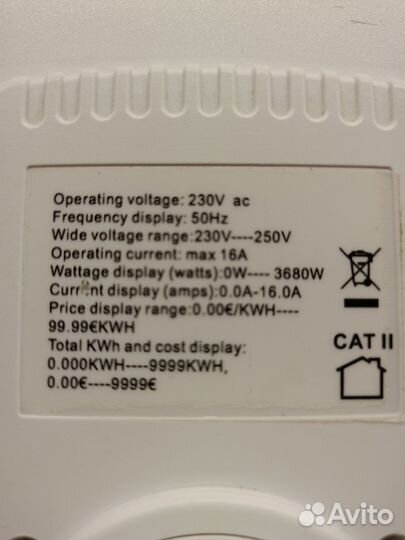 Operating voltage: 230V ac
Frequency display: 50Hz
Wide voltage range: 230V----250V
Operating current: max 16A
Wattage display (watts):0W---- 3680W
Current display (amps):0.0A-16.0A
Price display range:0.00€/KWH----
99.99€KWH
Total KWh and cost display:
0.000KWH----9999KWH,
0.00€----9999€
CAT II
Avito